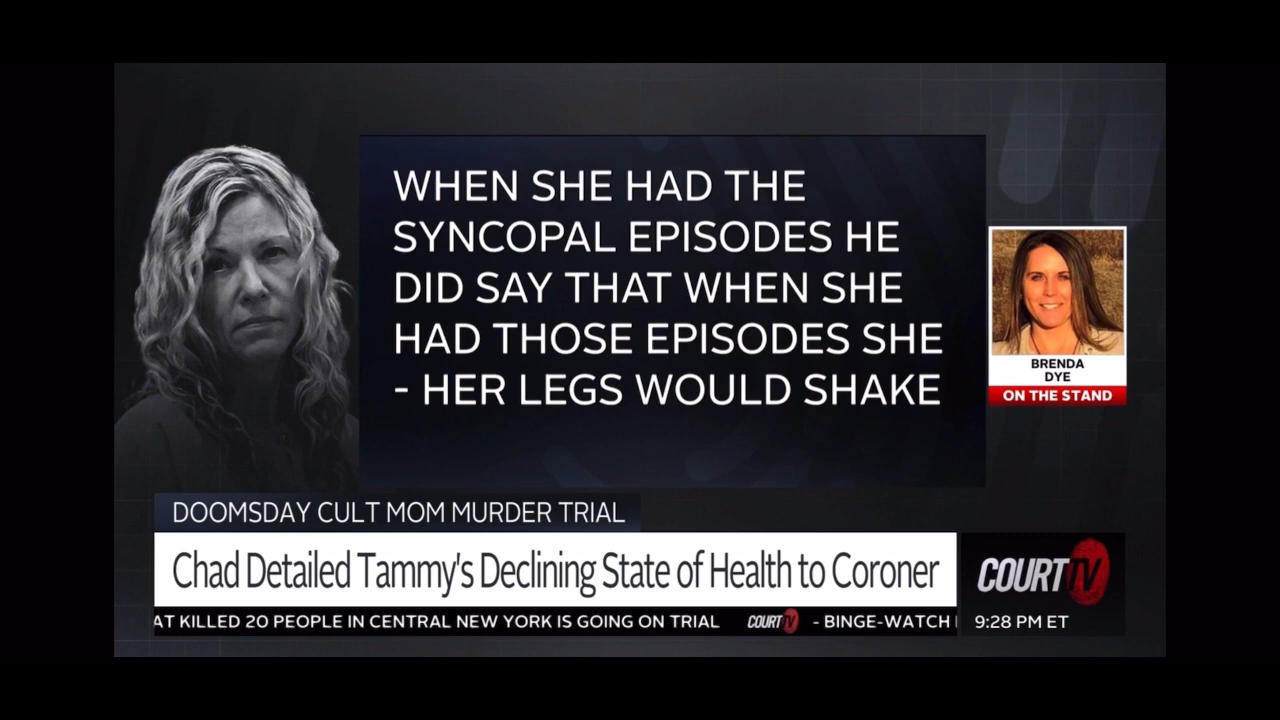 WHEN SHE HAD THE
SYNCOPAL EPISODES HE
DID SAY THAT WHEN SHE
HAD THOSE EPISODES SHE
- HER LEGS WOULD SHAKE
BRENDA
DYE
ON THE STAND
DOOMSDAY CULT MOM MURDER TRIAL
Chad Detailed Tammy's Declining State of Health to Coroner
COURT TV
AT KILLED 20 PEOPLE IN CENTRAL NEW YORK IS GOING ON TRIAL COURT TV - BINGE-WATCH
9:28 PM ET